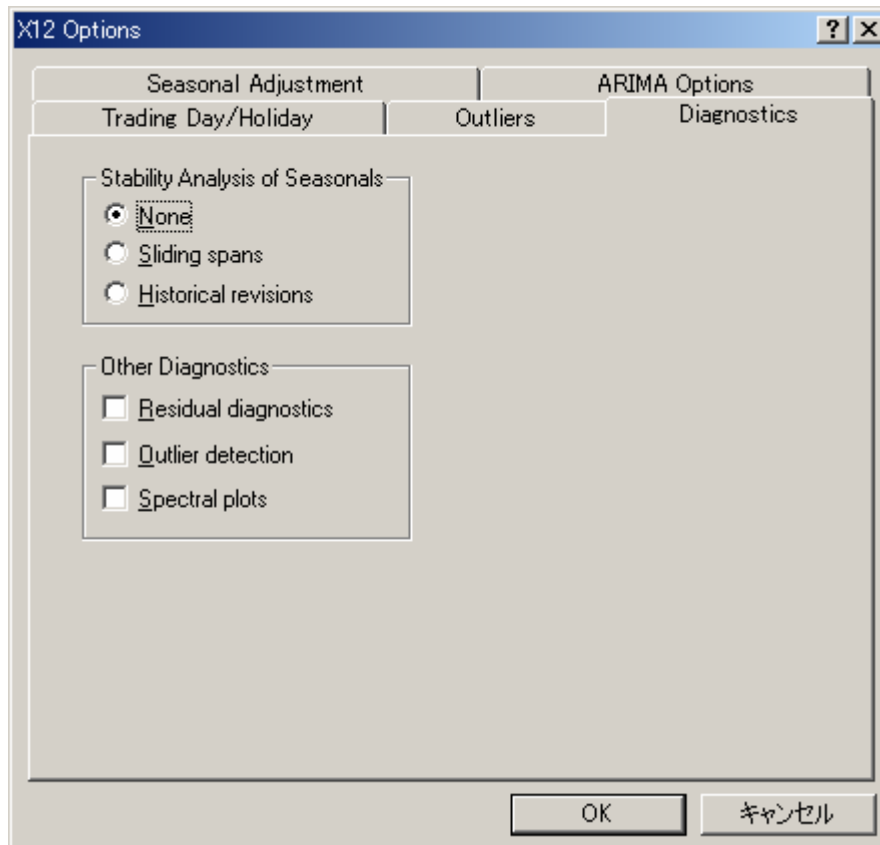 X12 Options
Seasonal Adjustment
ARIMA Options
Trading Day/Holiday
Outliers
Diagnostics
Stability Analysis of Seasonals
None
Sliding spans
Historical revisions
Other Diagnostics
Residual diagnostics
Outlier detection
Spectral plots
OK
キャンセル